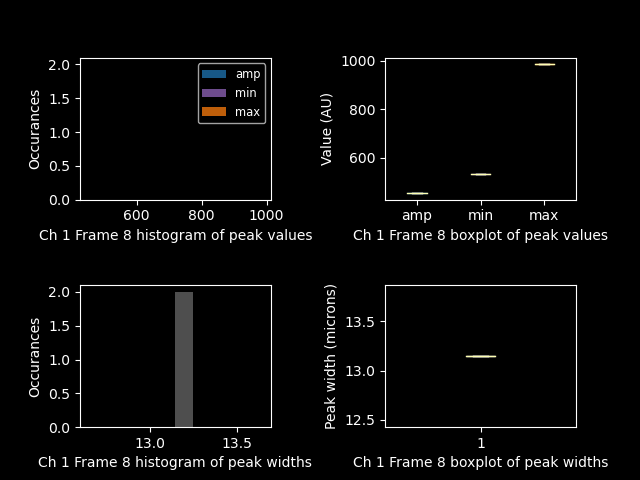 2.0
1.5
1.0
0.5
0.0
Occurances
amp
min
max
600 800 1000
Ch 1 Frame 8 histogram of peak values
1000
800
600
Value (AU)
amp min max
Ch 1 Frame 8 boxplot of peak values
2.0
1.5
1.0
0.5
0.0
Occurances
13.0 13.5
Ch 1 Frame 8 histogram of peak widths
13.5
13.0
12.5
Peak width (microns)
1
Ch 1 Frame 8 boxplot of peak widths